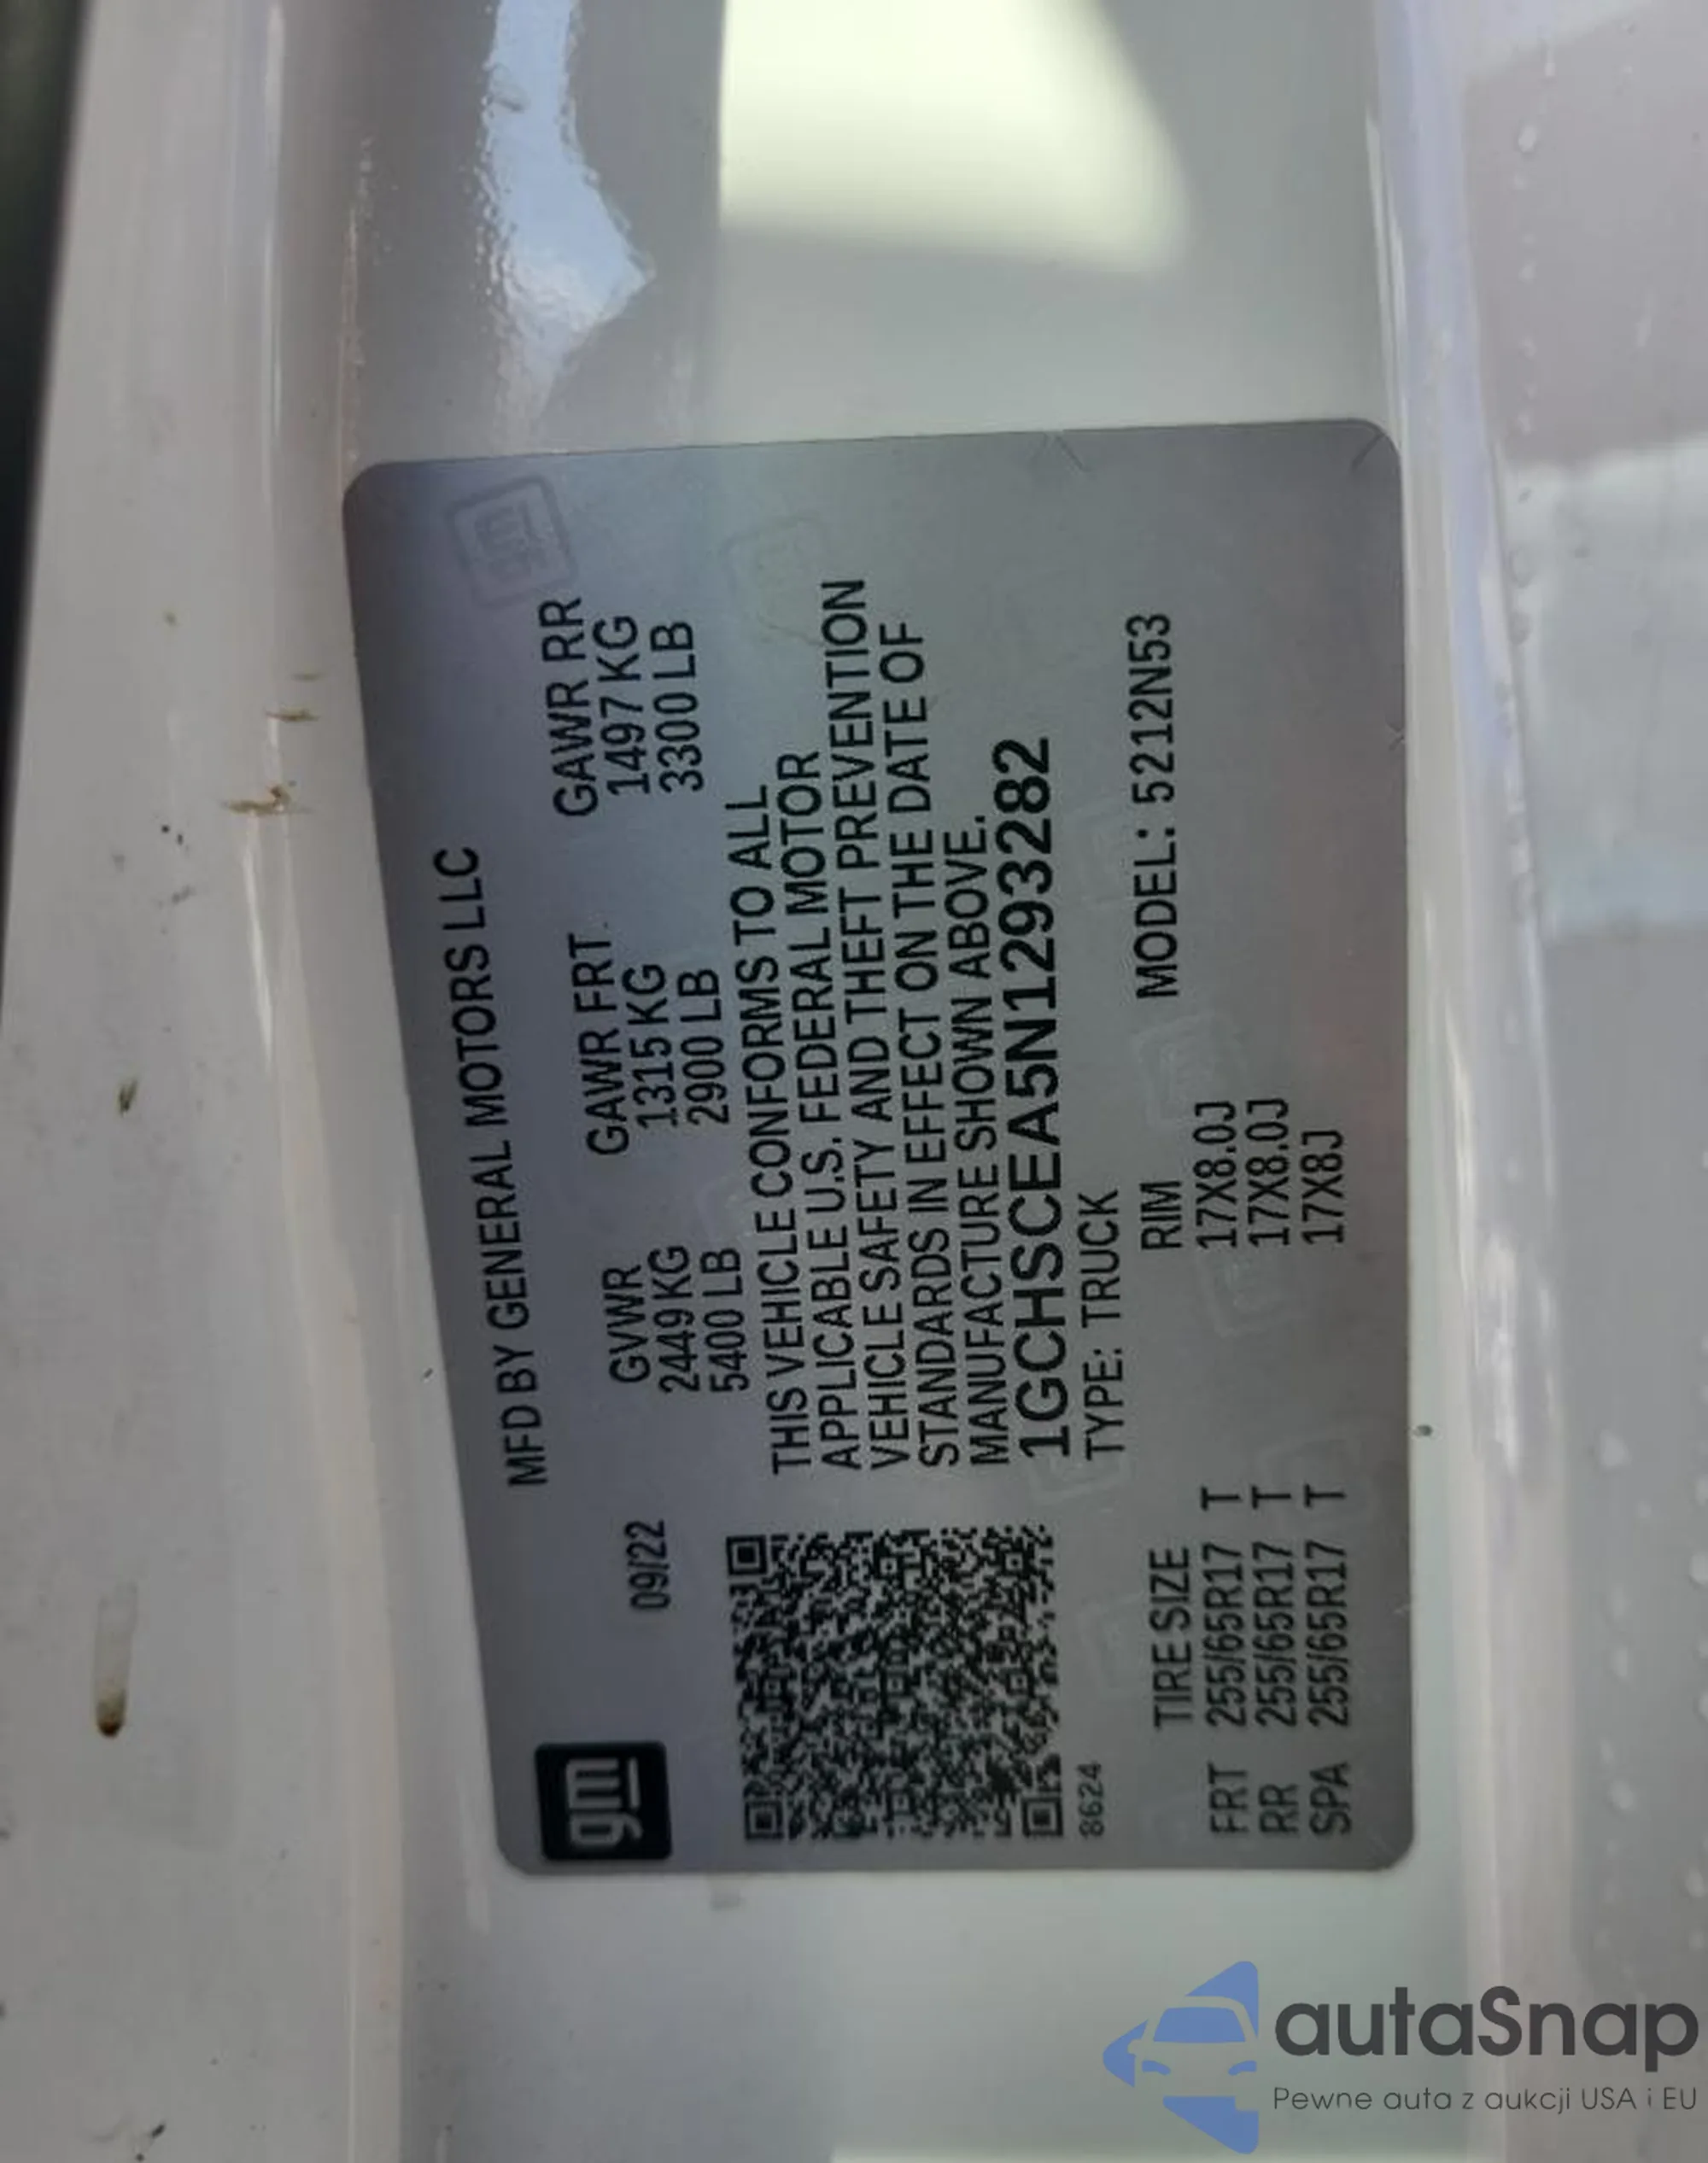 gm
MFD BY GENERAL MOTORS LLC
09/22
GVWR GAWR FRT GAWR RR
2449 KG 1315 KG 1497 KG
5400 LB 2900 LB 3300 LB
THIS VEHICLE CONFORMS TO ALL
APPLICABLE U.S. FEDERAL MOTOR
VEHICLE SAFETY AND THEFT PREVENTION
STANDARDS IN EFFECT ON THE DATE OF
MANUFACTURE SHOWN ABOVE.
1GCHSCEA5N1293282
8624 TYPE: TRUCK
TIRE SIZE RIM MODEL: 5212N53
FRT 255/65R17 T 17X8.0J
RR 255/65R17 T 17X8.0J
SPA 255/65R17 T 17X8J
autaSnap
Pewne auta z aukcji USA i EU